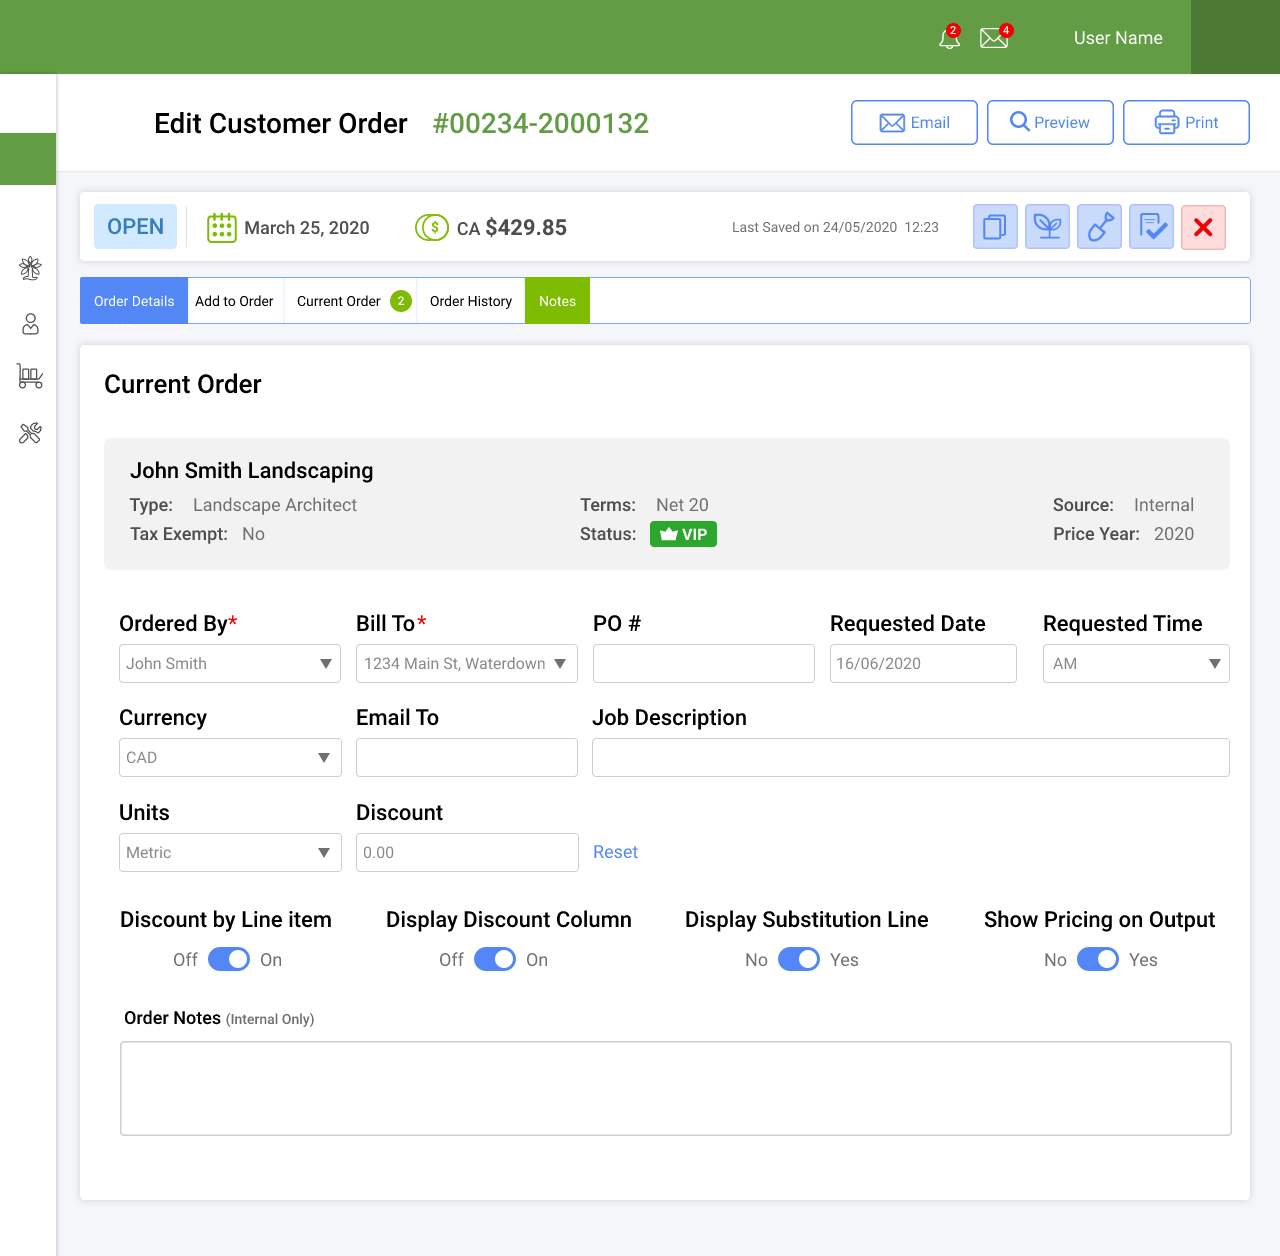 2
4
User Name
Edit Customer Order #00234-2000132
Email
Preview
Print
OPEN
March 25, 2020
CA $429.85
Last Saved on 24/05/2020 12:23
Order Details
Add to Order
Current Order 2
Order History
Notes
Current Order
John Smith Landscaping
Type: Landscape Architect
Terms: Net 20
Source: Internal
Tax Exempt: No
Status: VIP
Price Year: 2020
Ordered By*
Bill To*
PO #
Requested Date
Requested Time
John Smith
1234 Main St, Waterdown
16/06/2020
AM
Currency
Email To
Job Description
CAD
Units
Discount
Metric
0.00
Reset
Discount by Line item
Display Discount Column
Display Substitution Line
Show Pricing on Output
Off On
Off On
No Yes
No Yes
Order Notes (Internal Only)